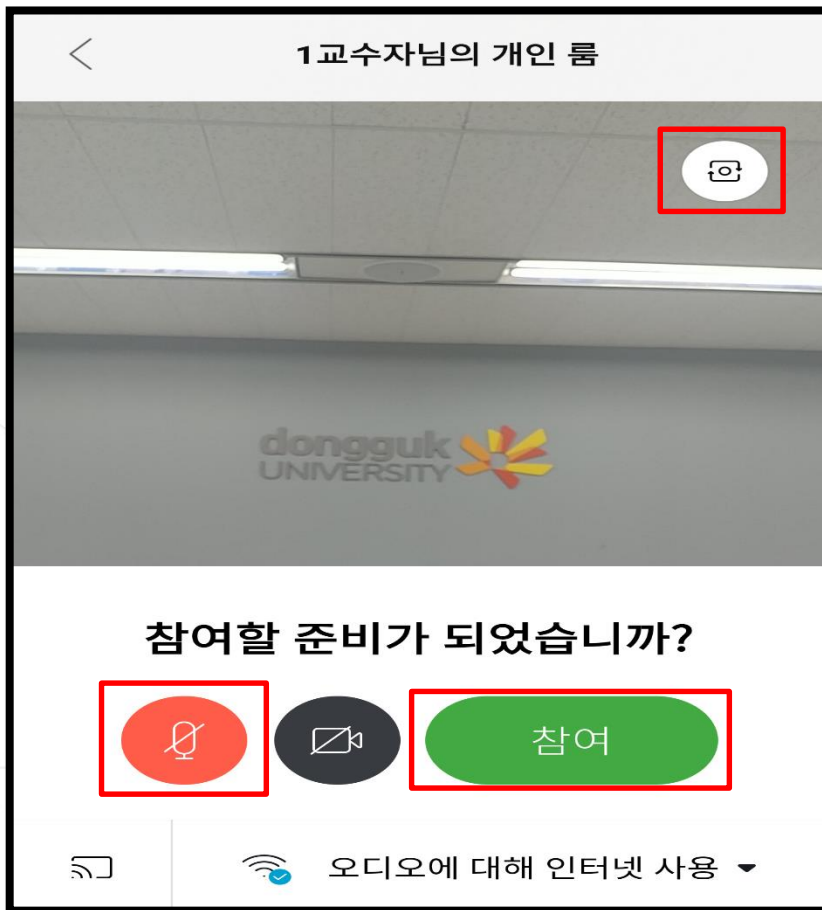 1교수자님의 개인 룸
dongguk
UNIVERSITY
참여할 준비가 되었습니까?
참여
오디오에 대해 인터넷 사용